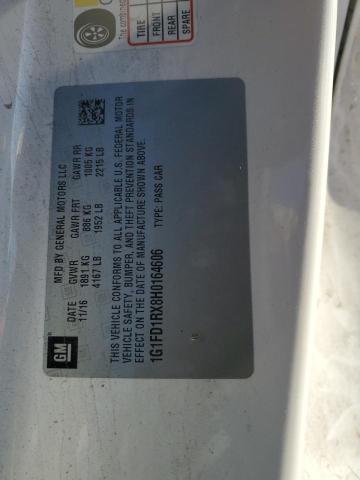 GM
MFD BY GENERAL MOTORS LLC
DATE GVWR GAWR FRT GAWR RR
11/16 1891 KG 886 KG 1005 KG
4167 LB 1952 LB 2215 LB
THIS VEHICLE CONFORMS TO ALL APPLICABLE U.S. FEDERAL MOTOR
VEHICLE SAFETY, BUMPER, AND THEFT PREVENTION STANDARDS IN
EFFECT ON THE DATE OF MANUFACTURE SHOWN ABOVE.
1G1FD1RX8H0164606 TYPE: PASS CAR
The combined
TIRE
FRONT
REAR
SPARE